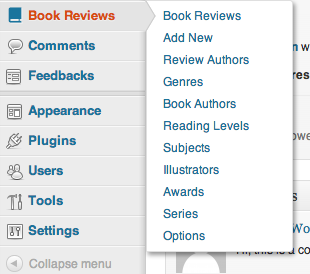 Book Reviews
Comments
Feedbacks
Appearance
Plugins
Users
Tools
Settings
Collapse menu
Book Reviews
Add New
Review Authors
Genres
Book Authors
Reading Levels
Subjects
Illustrators
Awards
Series
Options